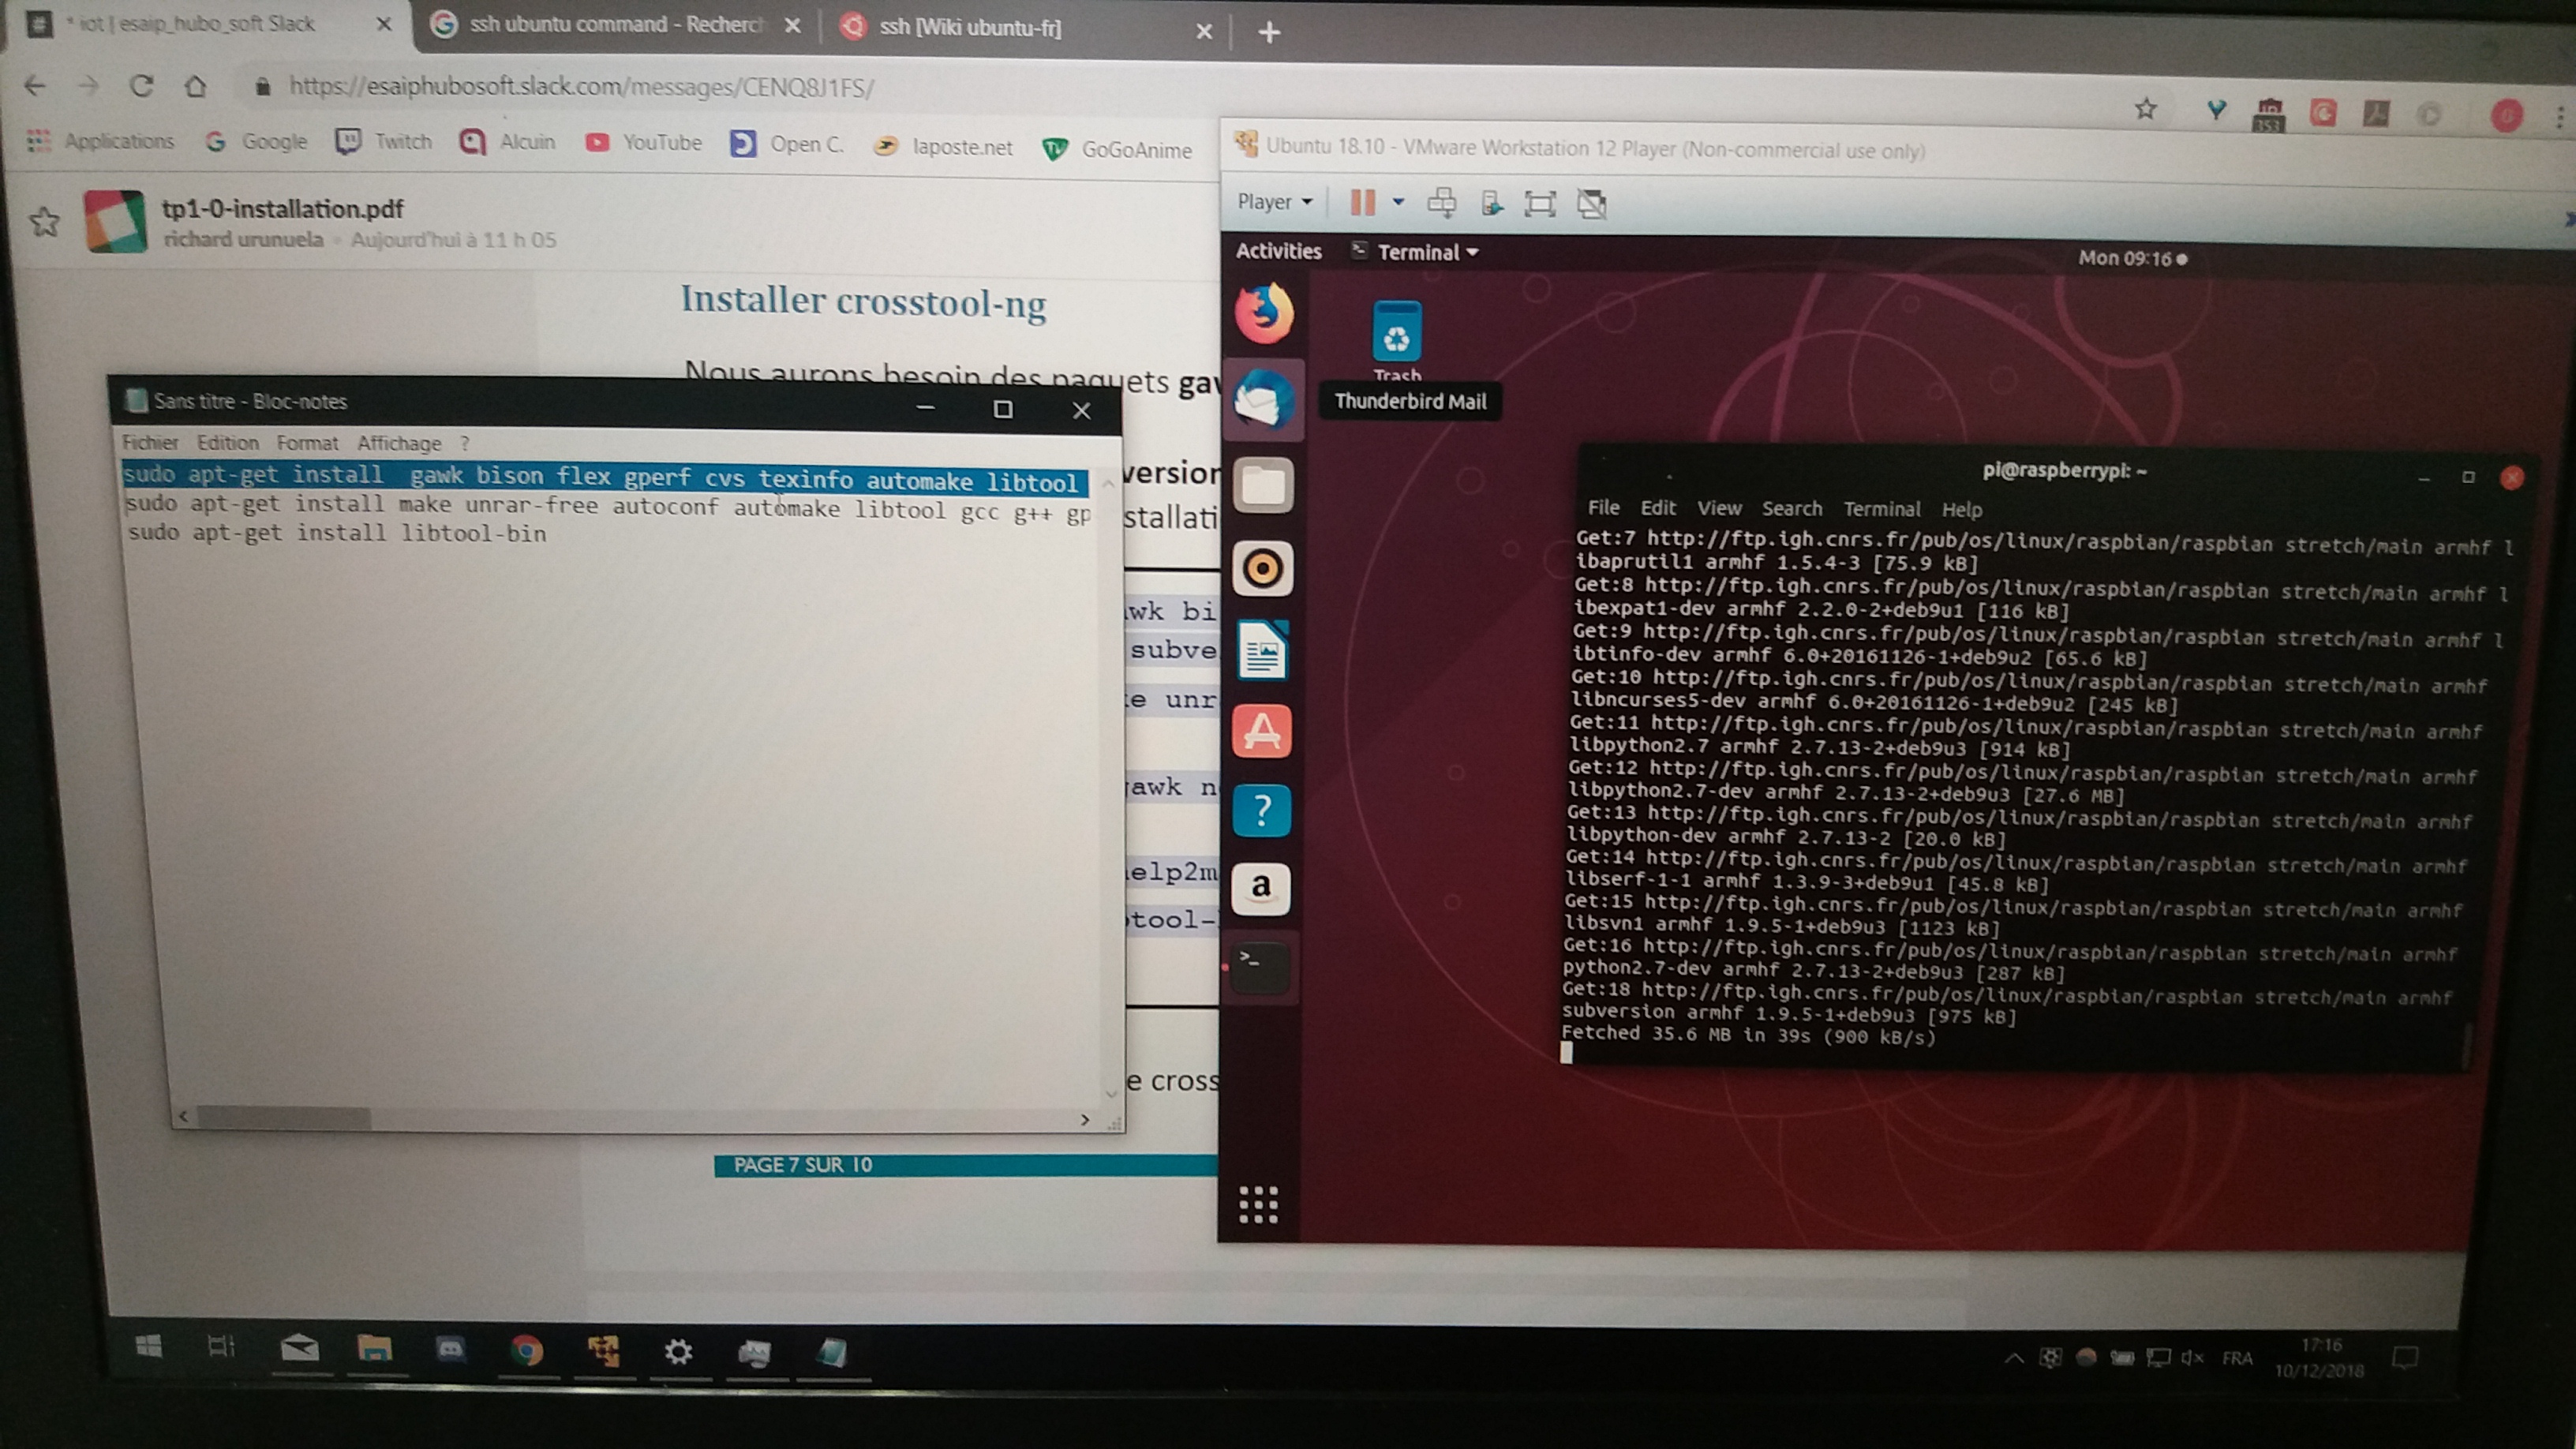 * iot | esaip_hubo_soft Slack
ssh ubuntu command - Recherc
ssh [Wiki ubuntu-fr]
https://esaiphubosoft.slack.com/messages/CENQ8J1FS/
Applications Google Twitch Alcuin YouTube Open C. laposte.net GoGoAnime
353
tp1-0-installation.pdf
richard urunuela Aujourd'hui à 11 h 05
Installer crosstool-ng
Nous aurons besoin des paquets gaw
version
stallati
awk bi
subve
e unr
awk n
elp2m
tool-
e cross
PAGE 7 SUR 10
Sans titre - Bloc-notes
Fichier Edition Format Affichage ?
sudo apt-get install  gawk bison flex gperf cvs texinfo automake libtool
sudo apt-get install make unrar-free autoconf automake libtool gcc g++ gp
sudo apt-get install libtool-bin
Ubuntu 18.10 - VMware Workstation 12 Player (Non-commercial use only)
Player
Activities Terminal Mon 09:16
Trash
Thunderbird Mail
pi@raspberrypi: ~
File Edit View Search Terminal Help
Get:7 http://ftp.igh.cnrs.fr/pub/os/linux/raspbian/raspbian stretch/main armhf l
ibaprutil1 armhf 1.5.4-3 [75.9 kB]
Get:8 http://ftp.igh.cnrs.fr/pub/os/linux/raspbian/raspbian stretch/main armhf l
ibexpat1-dev armhf 2.2.0-2+deb9u1 [116 kB]
Get:9 http://ftp.igh.cnrs.fr/pub/os/linux/raspbian/raspbian stretch/main armhf l
ibtinfo-dev armhf 6.0+20161126-1+deb9u2 [65.6 kB]
Get:10 http://ftp.igh.cnrs.fr/pub/os/linux/raspbian/raspbian stretch/main armhf
libncurses5-dev armhf 6.0+20161126-1+deb9u2 [245 kB]
Get:11 http://ftp.igh.cnrs.fr/pub/os/linux/raspbian/raspbian stretch/main armhf
libpython2.7 armhf 2.7.13-2+deb9u3 [914 kB]
Get:12 http://ftp.igh.cnrs.fr/pub/os/linux/raspbian/raspbian stretch/main armhf
libpython2.7-dev armhf 2.7.13-2+deb9u3 [27.6 MB]
Get:13 http://ftp.igh.cnrs.fr/pub/os/linux/raspbian/raspbian stretch/main armhf
libpython-dev armhf 2.7.13-2 [20.0 kB]
Get:14 http://ftp.igh.cnrs.fr/pub/os/linux/raspbian/raspbian stretch/main armhf
libserf-1-1 armhf 1.3.9-3+deb9u1 [45.8 kB]
Get:15 http://ftp.igh.cnrs.fr/pub/os/linux/raspbian/raspbian stretch/main armhf
libsvn1 armhf 1.9.5-1+deb9u3 [1123 kB]
Get:16 http://ftp.igh.cnrs.fr/pub/os/linux/raspbian/raspbian stretch/main armhf
python2.7-dev armhf 2.7.13-2+deb9u3 [287 kB]
Get:18 http://ftp.igh.cnrs.fr/pub/os/linux/raspbian/raspbian stretch/main armhf
subversion armhf 1.9.5-1+deb9u3 [975 kB]
Fetched 35.6 MB in 39s (900 kB/s)
FRA
17:16
10/12/2018